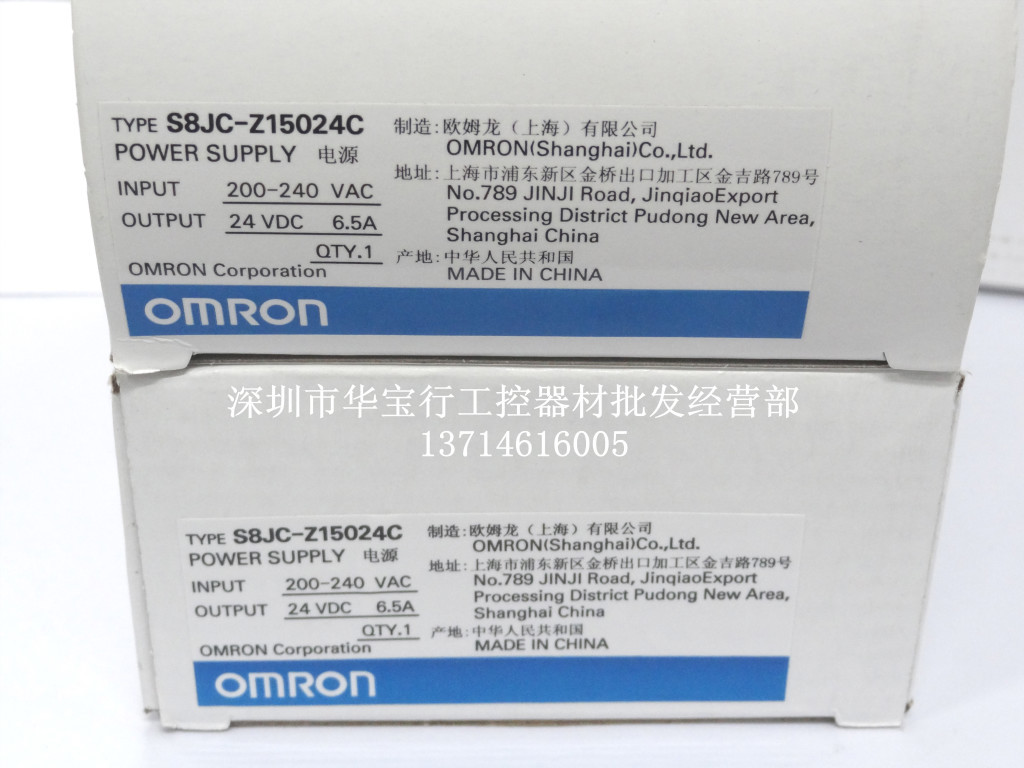 TYPE S8JC-Z15024C
POWER SUPPLY 电源
INPUT 200-240 VAC
OUTPUT 24 VDC 6.5A
QTY.1
OMRON Corporation
制造:欧姆龙（上海）有限公司
OMRON(Shanghai)Co.,Ltd.
地址:上海市浦东新区金桥出口加工区金吉路789号
No.789 JINJI Road, JinqiaoExport
Processing District Pudong New Area,
Shanghai China
产地:中华人民共和国
MADE IN CHINA
OMRON
深圳市华宝行工控器材批发经营部
13714616005
TYPE S8JC-Z15024C
POWER SUPPLY 电源
INPUT 200-240 VAC
OUTPUT 24 VDC 6.5A
QTY.1
OMRON Corporation
制造:欧姆龙（上海）有限公司
OMRON(Shanghai)Co.,Ltd.
地址:上海市浦东新区金桥出口加工区金吉路789号
No.789 JINJI Road, JinqiaoExport
Processing District Pudong New Area,
Shanghai China
产地:中华人民共和国
MADE IN CHINA
OMRON